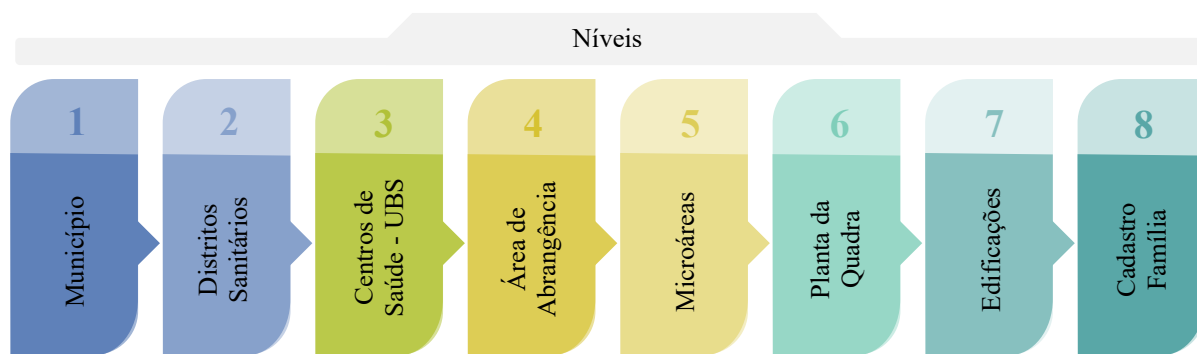 Níveis
1
Município
2
Distritos
Sanitários
3
Centros de
Saúde - UBS
4
Área de
Abrangência
5
Microáreas
6
Planta da
Quadra
7
Edificações
8
Cadastro
Família